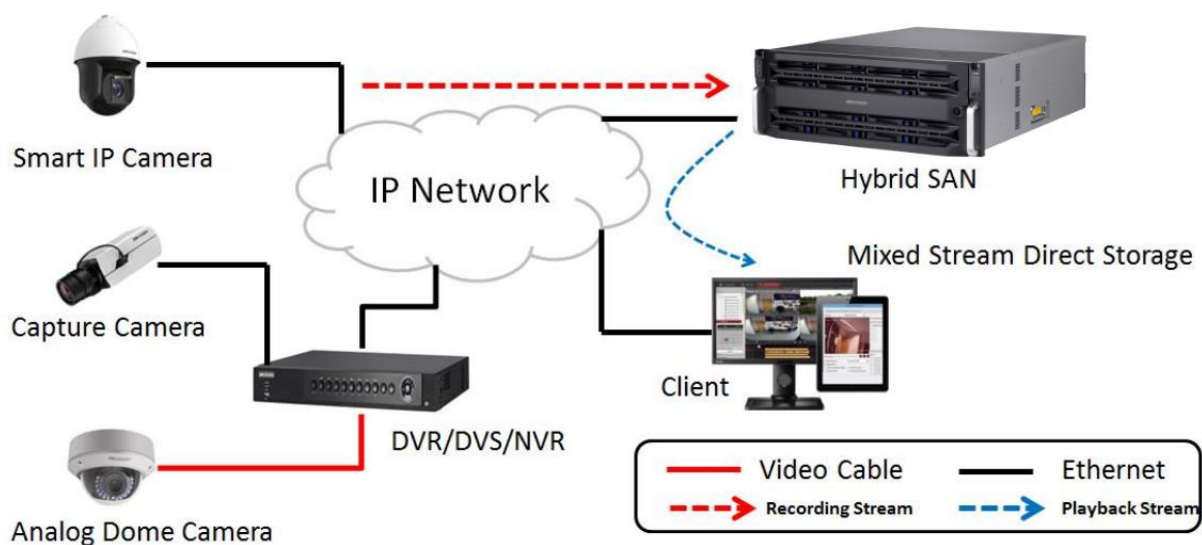 Smart IP Camera
IP Network
Hybrid SAN
Mixed Stream Direct Storage
Capture Camera
Client
DVR/DVS/NVR
Analog Dome Camera
Video Cable
Ethernet
Recording Stream
Playback Stream